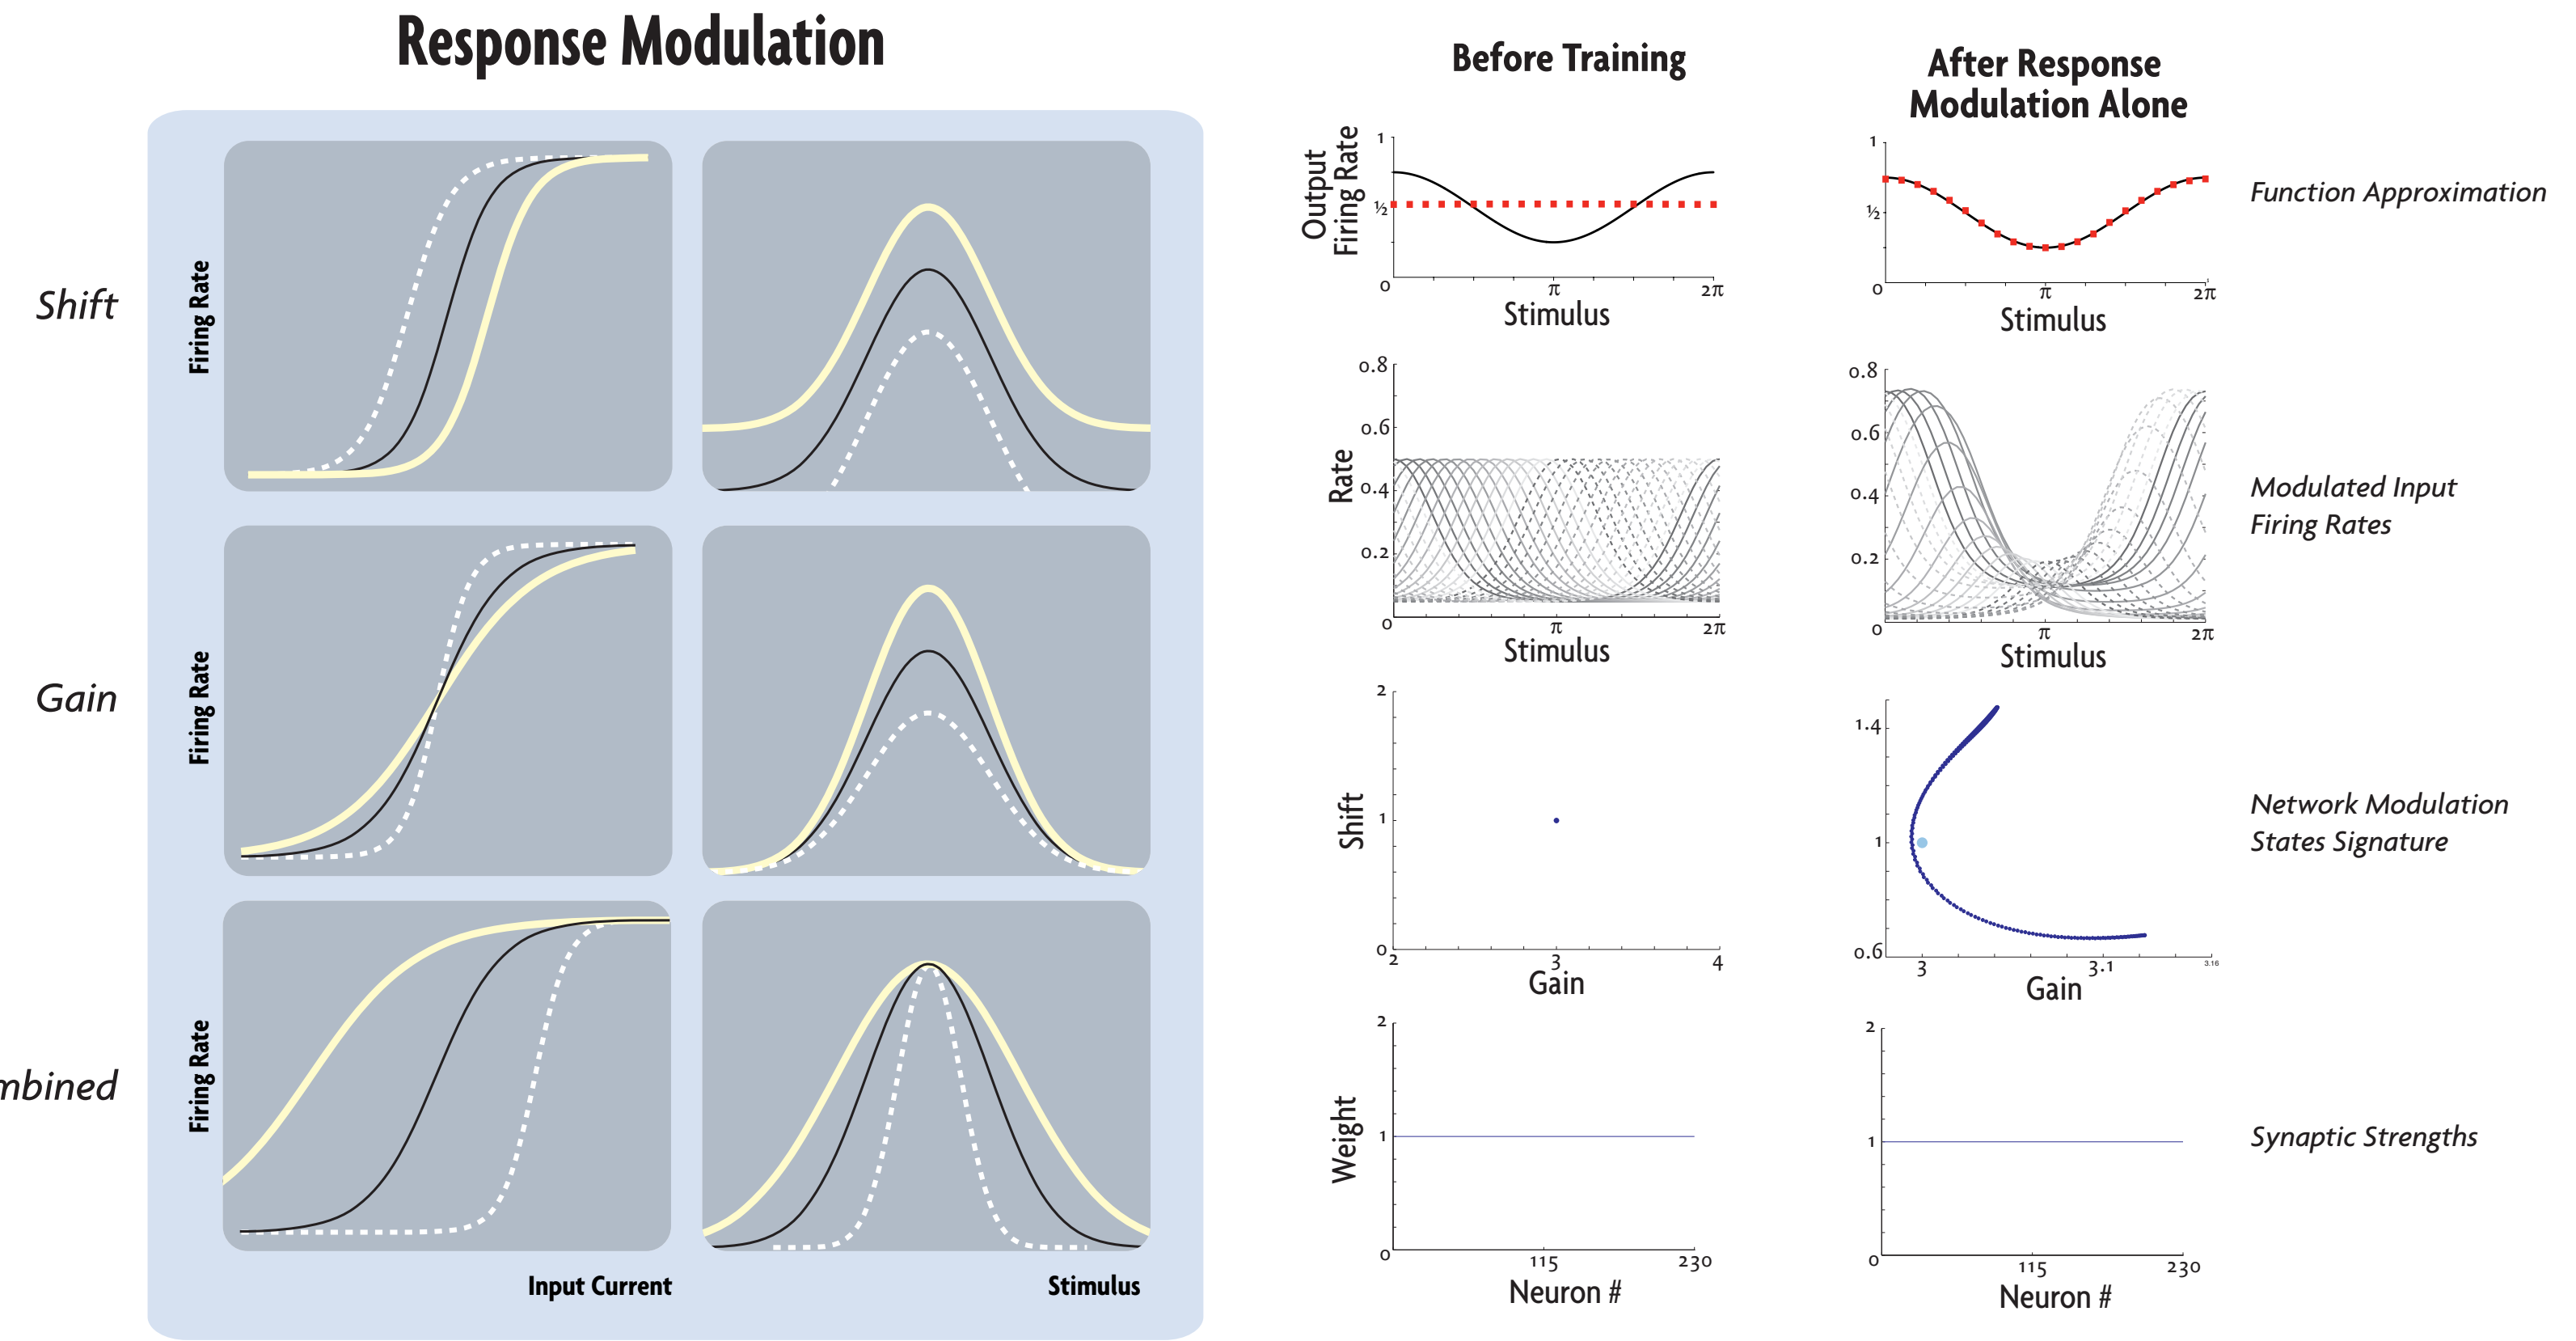 Response Modulation
Shift
Firing Rate
Gain
Firing Rate
mbined
Firing Rate
Input Current
Stimulus
Before Training
After Response
Modulation Alone
Output
Firing Rate
1
½
0
π
2π
Stimulus
1
½
0
π
2π
Stimulus
Function Approximation
Rate
0.8
0.6
0.4
0.2
0
π
2π
Stimulus
0.8
0.6
0.4
0.2
0
π
2π
Stimulus
Modulated Input
Firing Rates
Shift
2
1
0
2
3
4
Gain
1.4
1
0.6
3
3.1
3.16
Gain
Network Modulation
States Signature
Weight
2
1
0
115
230
Neuron #
2
1
0
115
230
Neuron #
Synaptic Strengths